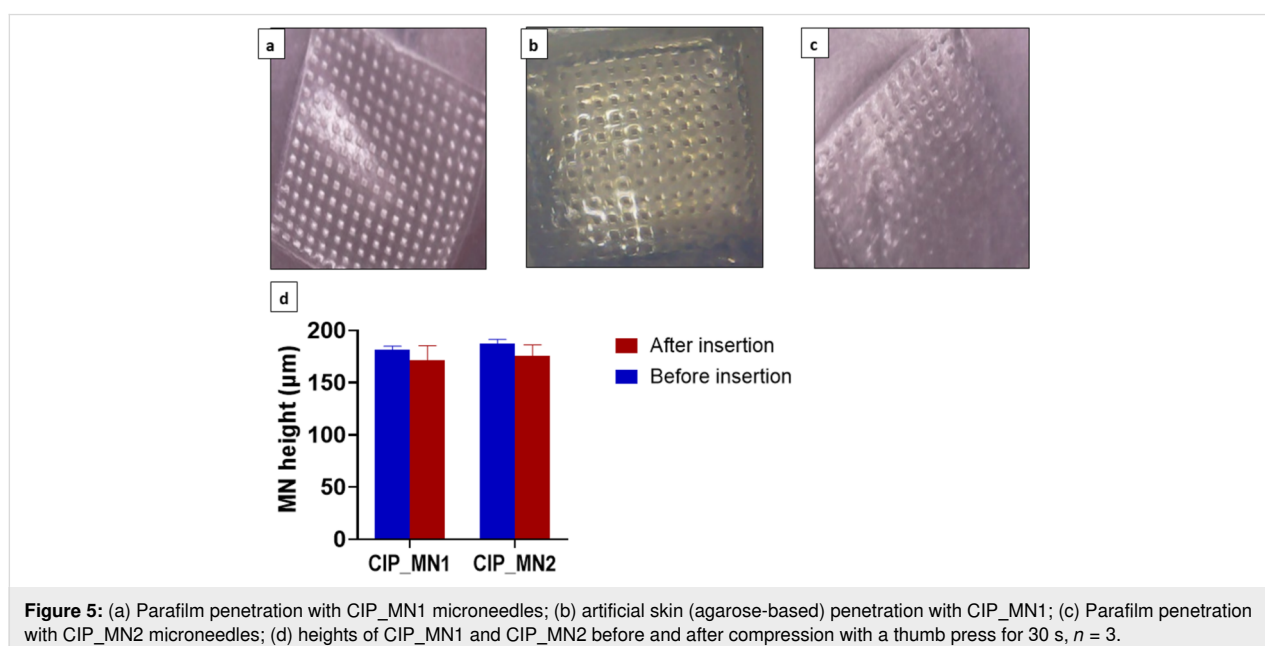 a
b
c
d
200
150
100
50
0
MN height (µm)
CIP_MN1 CIP_MN2
After insertion
Before insertion
Figure 5: (a) Parafilm penetration with CIP_MN1 microneedles; (b) artificial skin (agarose-based) penetration with CIP_MN1; (c) Parafilm penetration
with CIP_MN2 microneedles; (d) heights of CIP_MN1 and CIP_MN2 before and after compression with a thumb press for 30 s, n = 3.